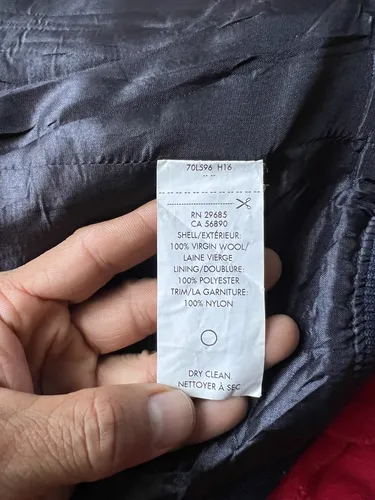 70L596 H16
RN 29685
CA 56890
SHELL/EXTÉRIEUR:
100% VIRGIN WOOL/
LAINE VIERGE
LINING/DOUBLURE:
100% POLYESTER
TRIM/LA GARNITURE:
100% NYLON
DRY CLEAN
NETTOYER À SEC